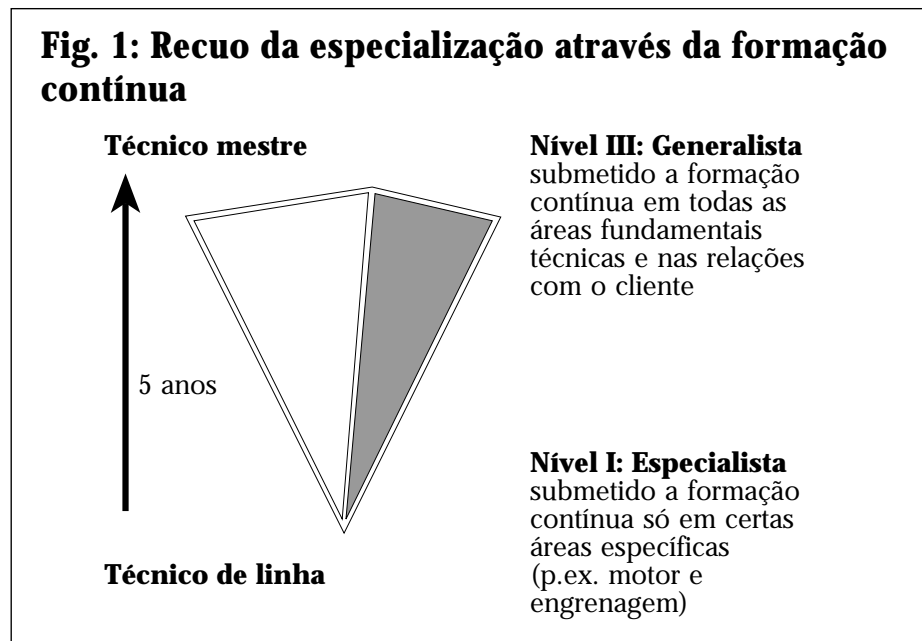 Fig. 1: Recuo da especialização através da formação
contínua
Técnico mestre
5 anos
Técnico de linha
Nível III: Generalista
submetido a formação
contínua em todas as
áreas fundamentais
técnicas e nas relações
com o cliente
Nível I: Especialista
submetido a formação
contínua só em certas
áreas específicas
(p.ex. motor e
engrenagem)